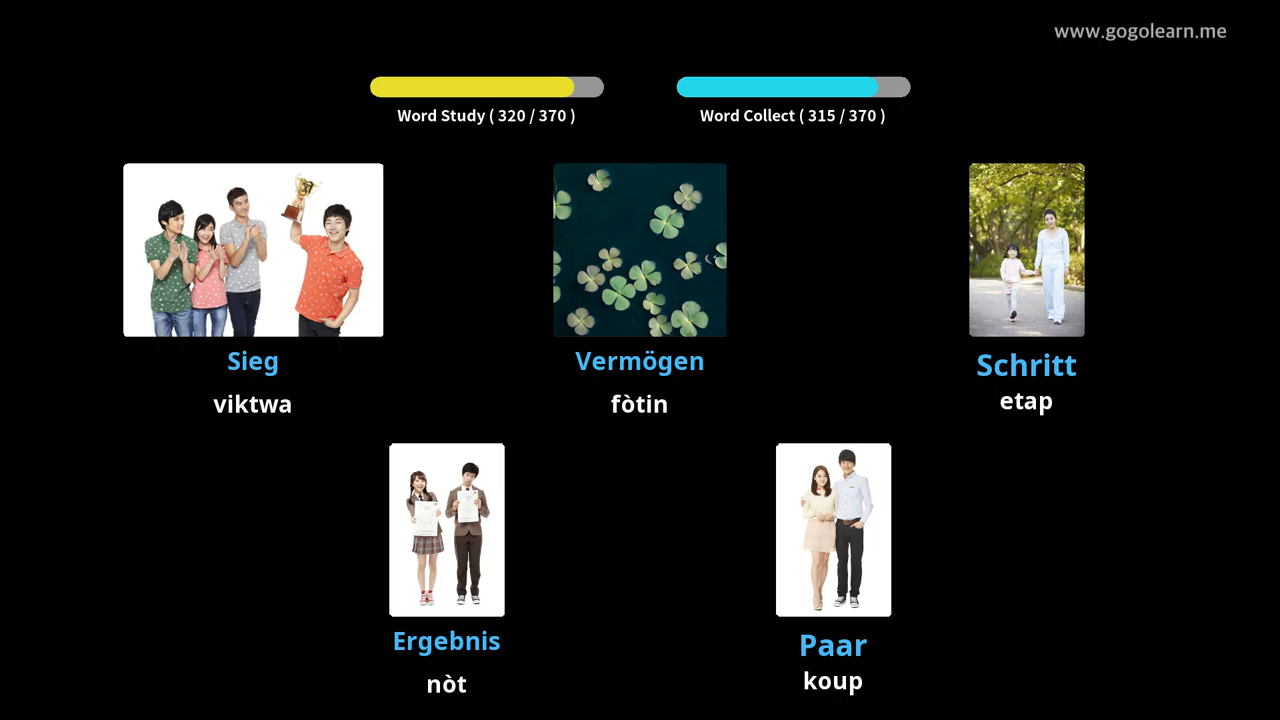 www.gogolearn.me
Word Study ( 320 / 370 )
Word Collect ( 315 / 370 )
Sieg
viktwa
Vermögen
fòtin
Schritt
etap
Ergebnis
nòt
Paar
koup